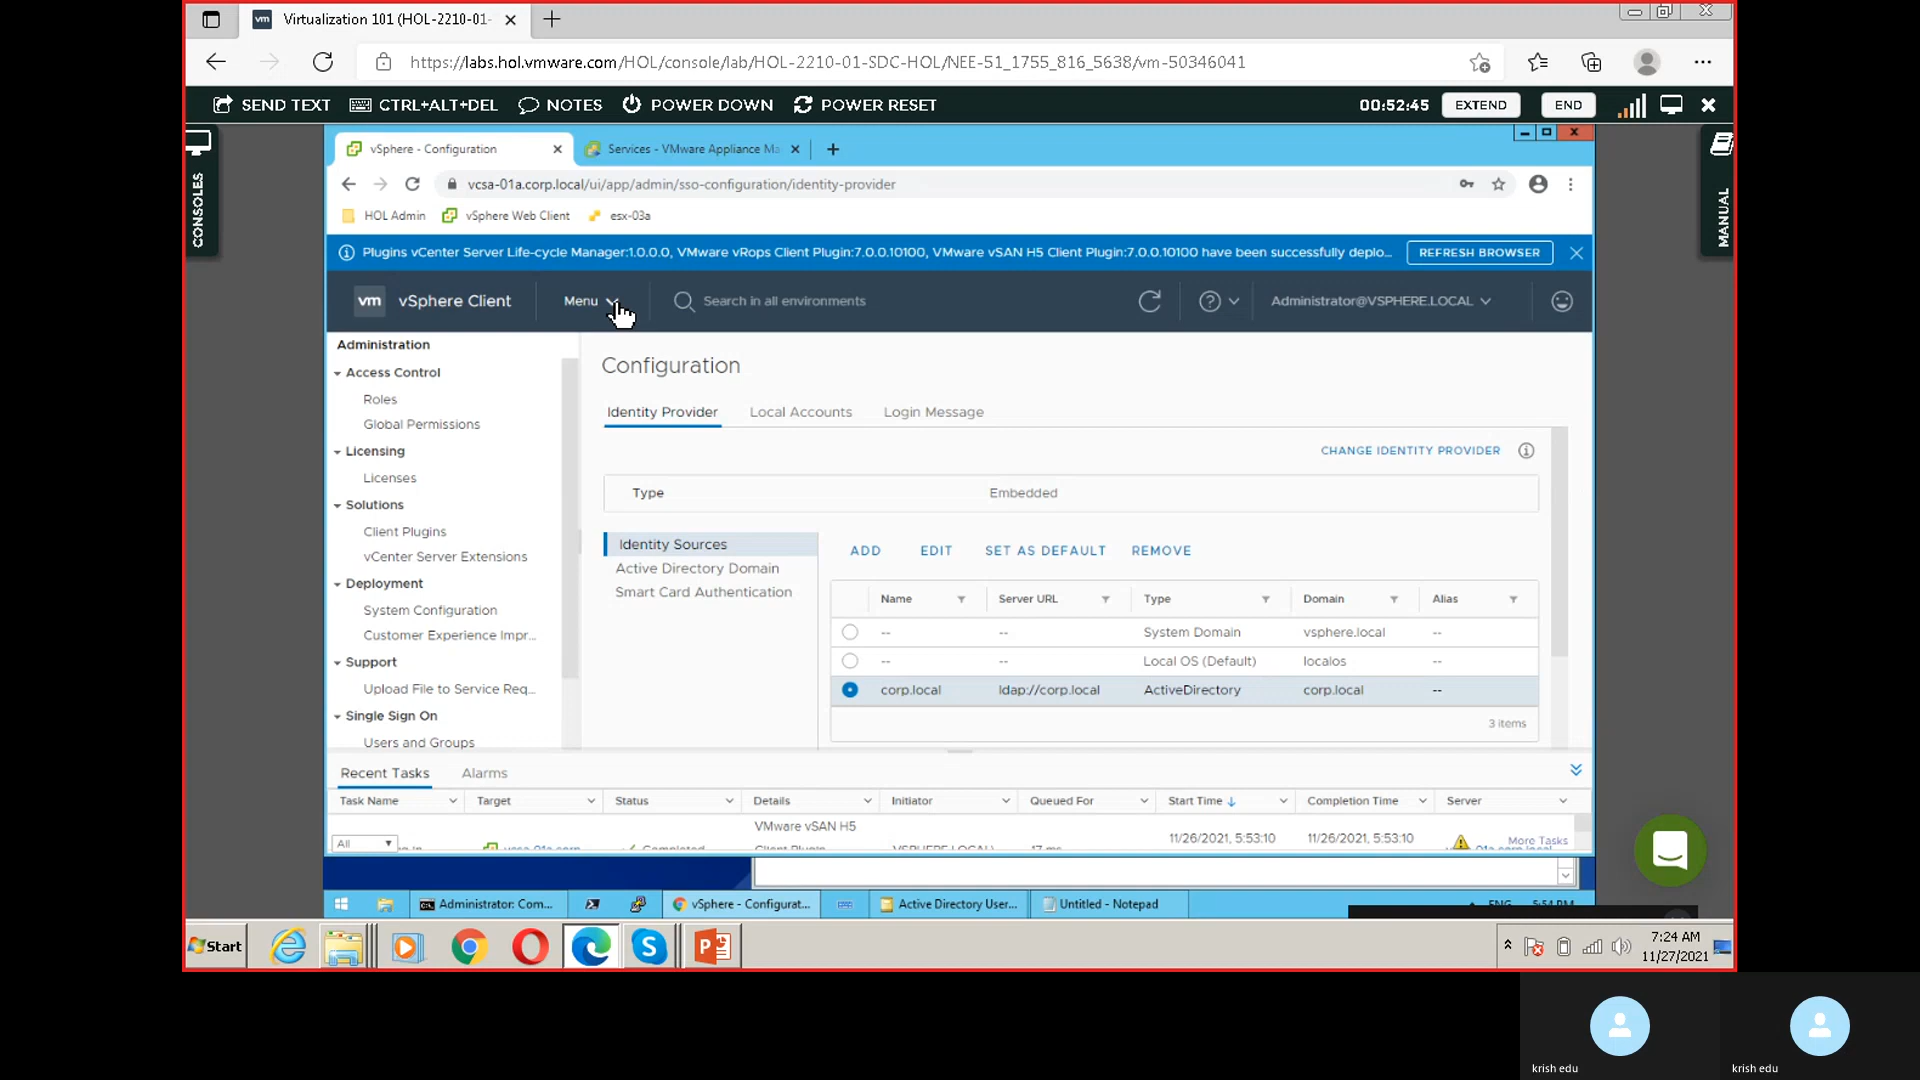 Virtualization 101 (HOL-2210-01-
https://labs.hol.vmware.com/HOL/console/lab/HOL-2210-01-SDC-HOL/NEE-51_1755_816_5638/vm-50346041
SEND TEXT CTRL+ALT+DEL NOTES POWER DOWN POWER RESET 00:52:45 EXTEND END
CONSOLES
MANUAL
vSphere - Configuration Services - VMware Appliance Ma
vcsa-01a.corp.local/ui/app/admin/sso-configuration/identity-provider
HOL Admin vSphere Web Client esx-03a
Plugins vCenter Server Life-cycle Manager:1.0.0.0, VMware vRops Client Plugin:7.0.0.10100, VMware vSAN H5 Client Plugin:7.0.0.10100 have been successfully deplo... REFRESH BROWSER
vm vSphere Client Menu Search in all environments Administrator@VSPHERE.LOCAL
Administration
Access Control
Roles
Global Permissions
Licensing
Licenses
Solutions
Client Plugins
vCenter Server Extensions
Deployment
System Configuration
Customer Experience Impr...
Support
Upload File to Service Req...
Single Sign On
Users and Groups
Configuration
Identity Provider Local Accounts Login Message
CHANGE IDENTITY PROVIDER
Type Embedded
Identity Sources
Active Directory Domain
Smart Card Authentication
ADD EDIT SET AS DEFAULT REMOVE
Name Server URL Type Domain Alias
-- -- System Domain vsphere.local --
-- -- Local OS (Default) localos --
corp.local ldap://corp.local ActiveDirectory corp.local --
3 items
Recent Tasks Alarms
Task Name Target Status Details Initiator Queued For Start Time Completion Time Server
VMware vSAN H5
11/26/2021, 5:53:10 11/26/2021, 5:53:10
All More Tasks
Administrator: Com... vSphere - Configurat... Active Directory User... Untitled - Notepad
Start
7:24 AM
11/27/2021
krish edu krish edu